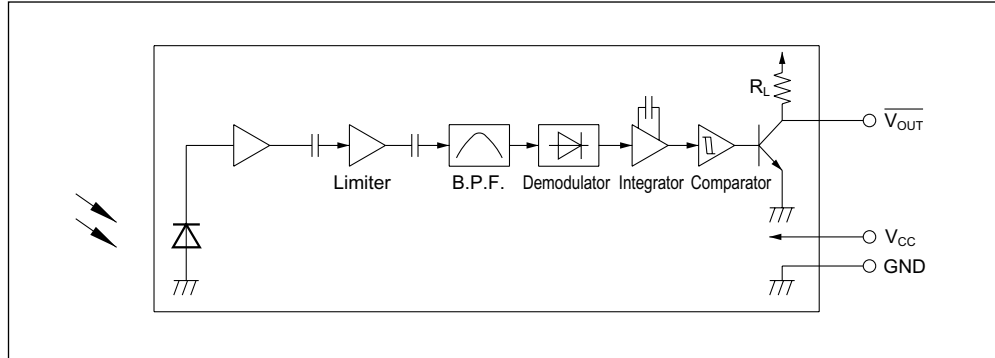 R_L
V_OUT
Limiter
B.P.F.
Demodulator
Integrator
Comparator
V_CC
GND